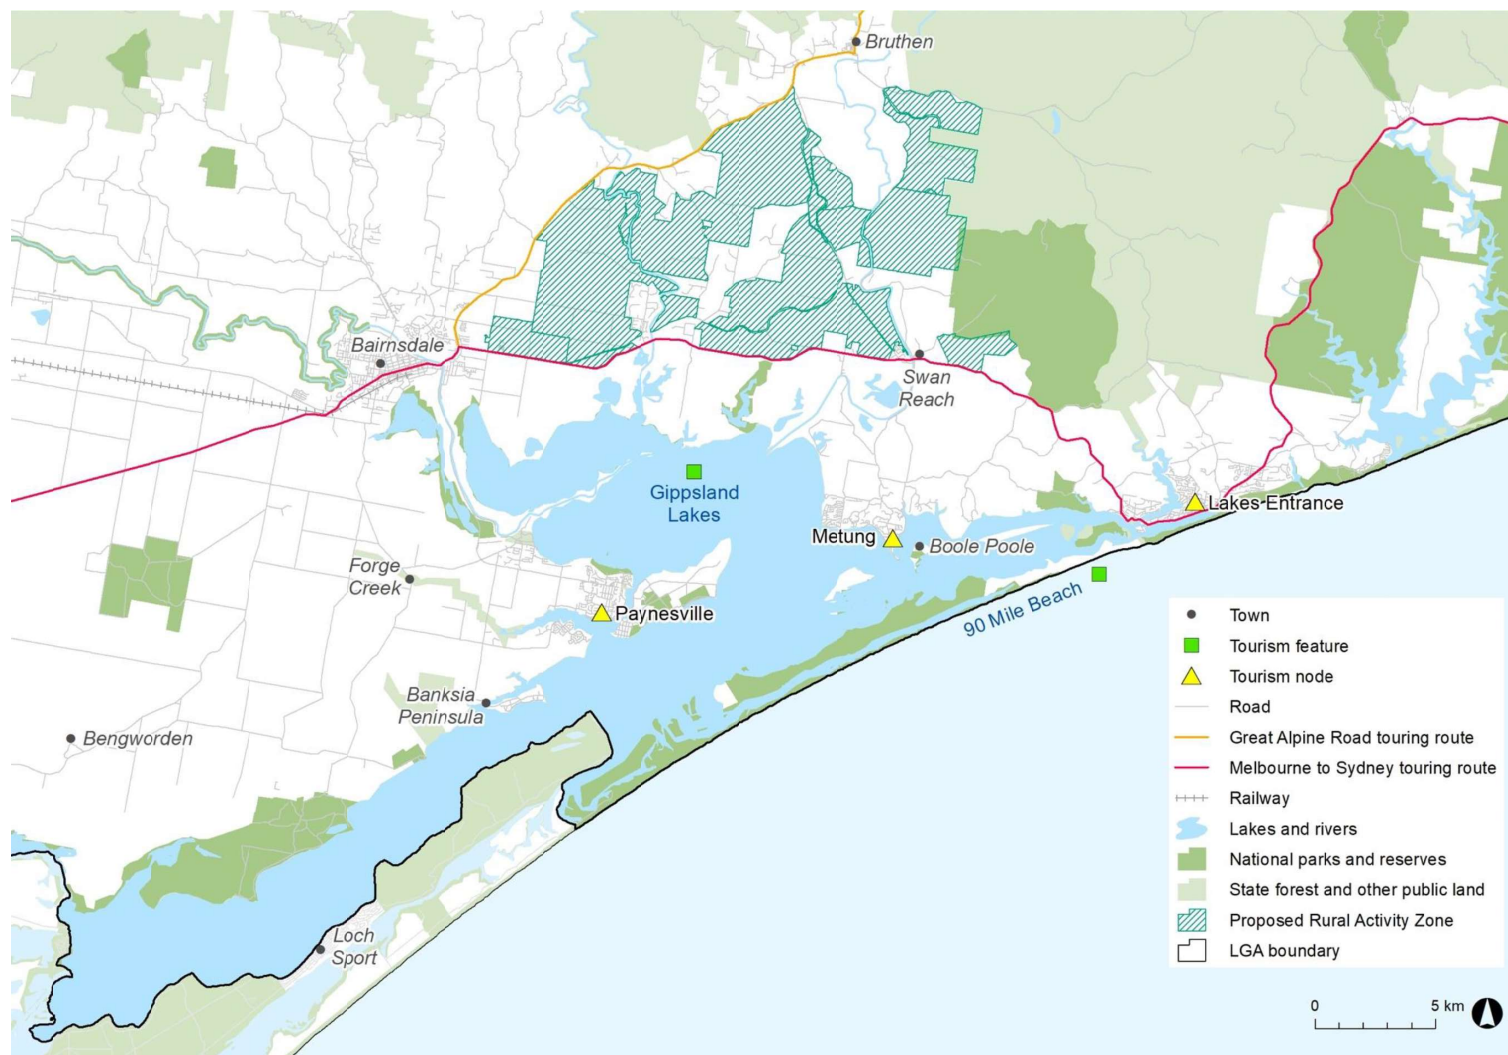 Bruthen
Bairnsdale
Swan
Reach
Gippsland
Lakes
Lakes Entrance
Metung
Boole Poole
Forge
Creek
Paynesville
90 Mile Beach
Banksia
Peninsula
Bengworden
Loch
Sport
Town
Tourism feature
Tourism node
Road
Great Alpine Road touring route
Melbourne to Sydney touring route
Railway
Lakes and rivers
National parks and reserves
State forest and other public land
Proposed Rural Activity Zone
LGA boundary
0 5 km